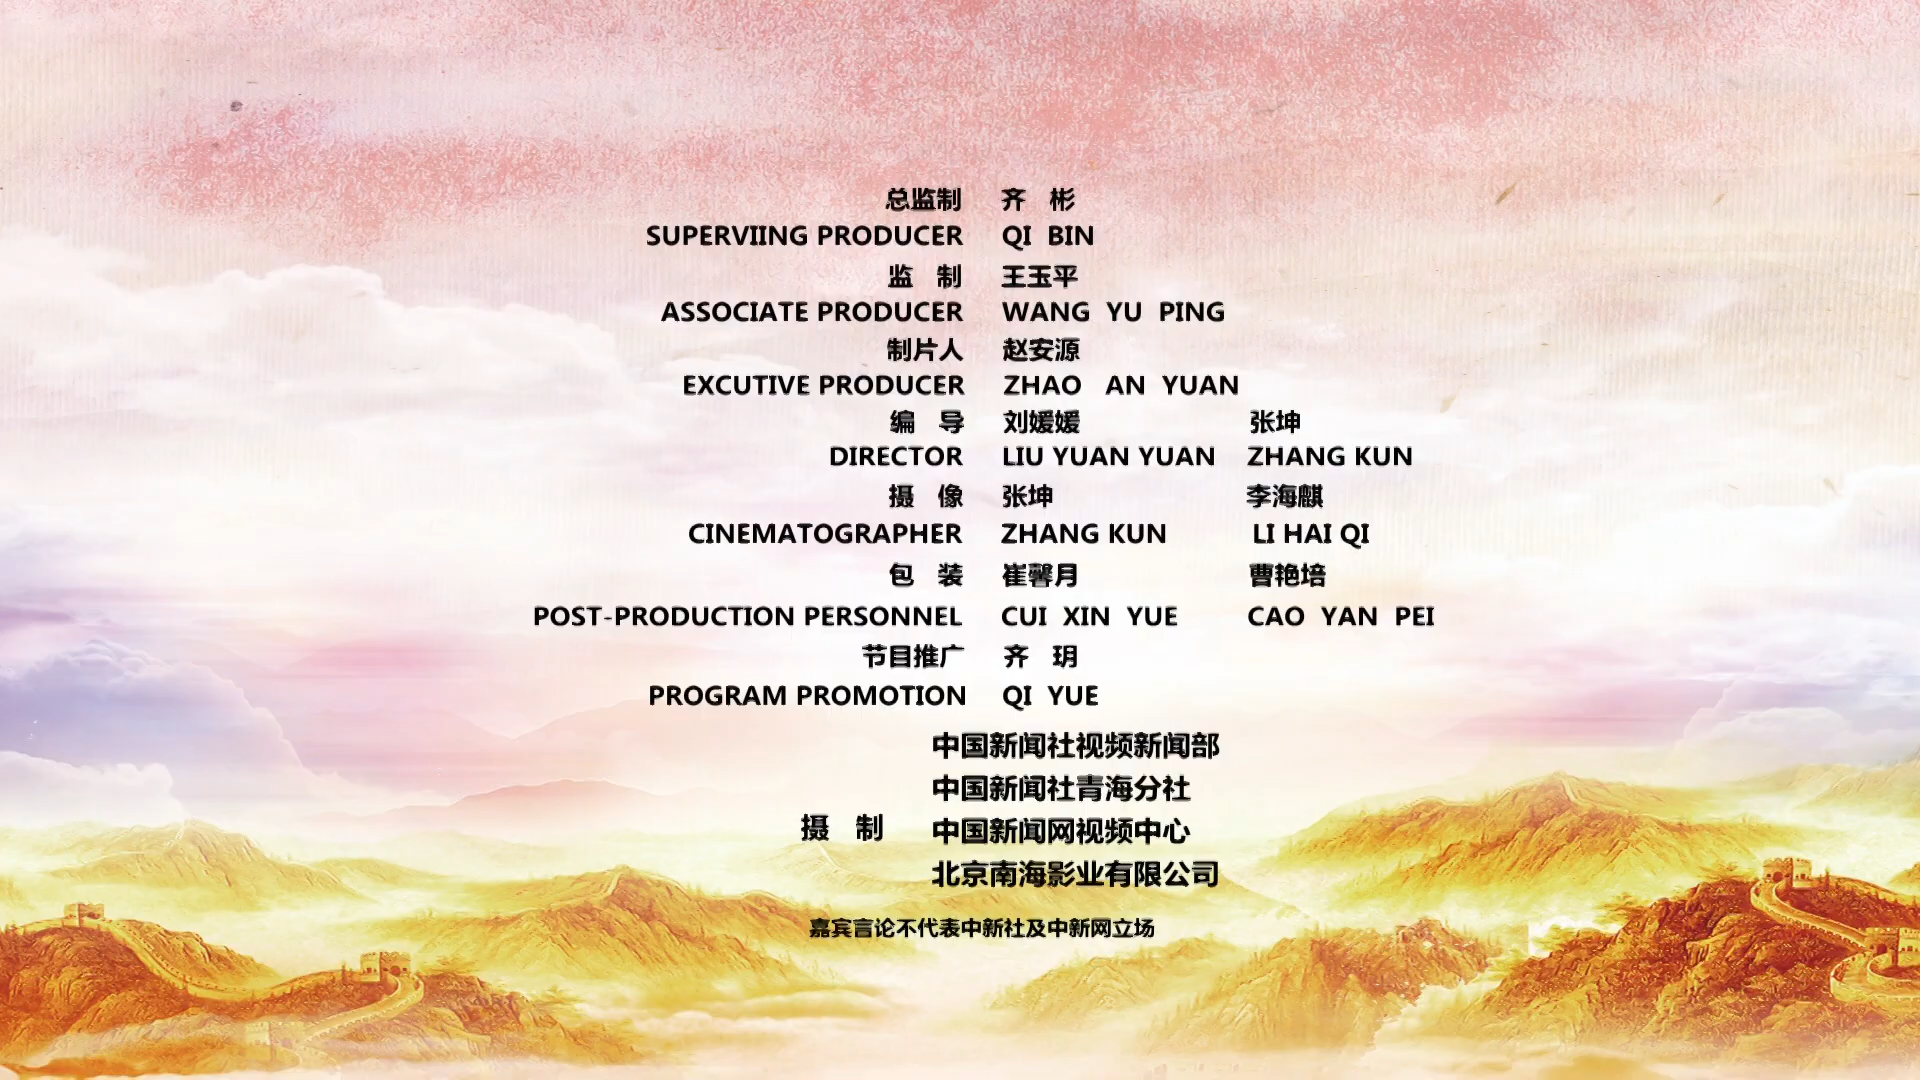 总监制 齐 彬
SUPERVIING PRODUCER QI BIN
监 制 王玉平
ASSOCIATE PRODUCER WANG YU PING
制片人 赵安源
EXCUTIVE PRODUCER ZHAO AN YUAN
编 导 刘媛媛 张坤
DIRECTOR LIU YUAN YUAN ZHANG KUN
摄 像 张坤 李海麒
CINEMATOGRAPHER ZHANG KUN LI HAI QI
包 装 崔馨月 曹艳培
POST-PRODUCTION PERSONNEL CUI XIN YUE CAO YAN PEI
节目推广 齐 玥
PROGRAM PROMOTION QI YUE
摄 制
中国新闻社视频新闻部
中国新闻社青海分社
中国新闻网视频中心
北京南海影业有限公司
嘉宾言论不代表中新社及中新网立场